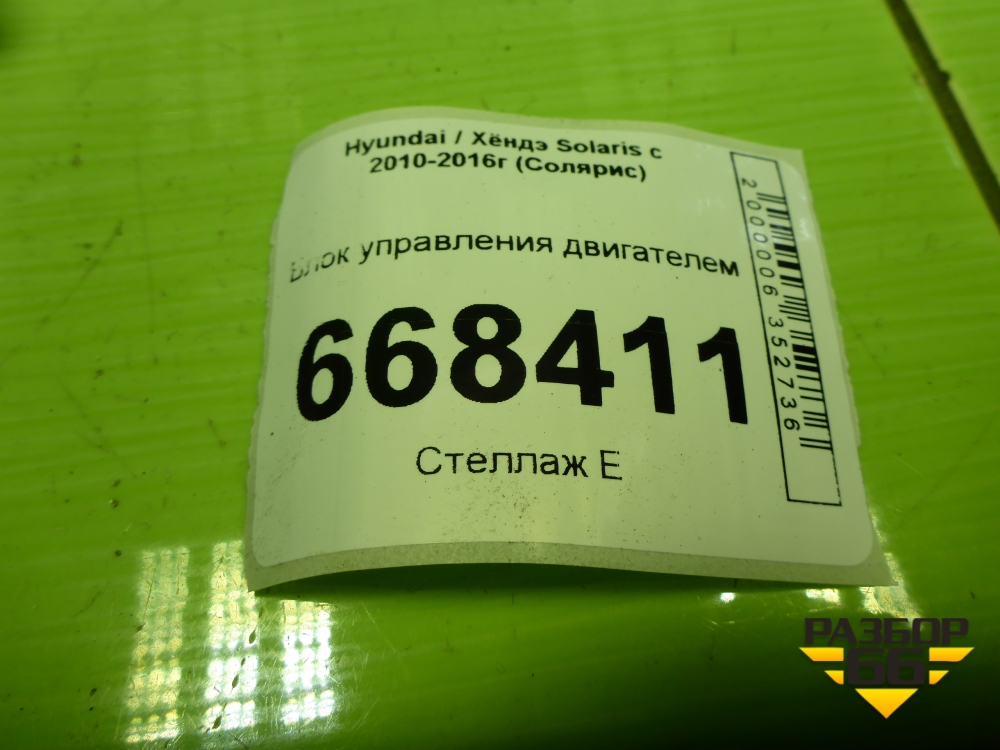 Hyundai / Хёндэ Solaris с
2010-2016г (Солярис)
Блок управления двигателем
668411
Стеллаж Е
2000006352736
РАЗБОР
66